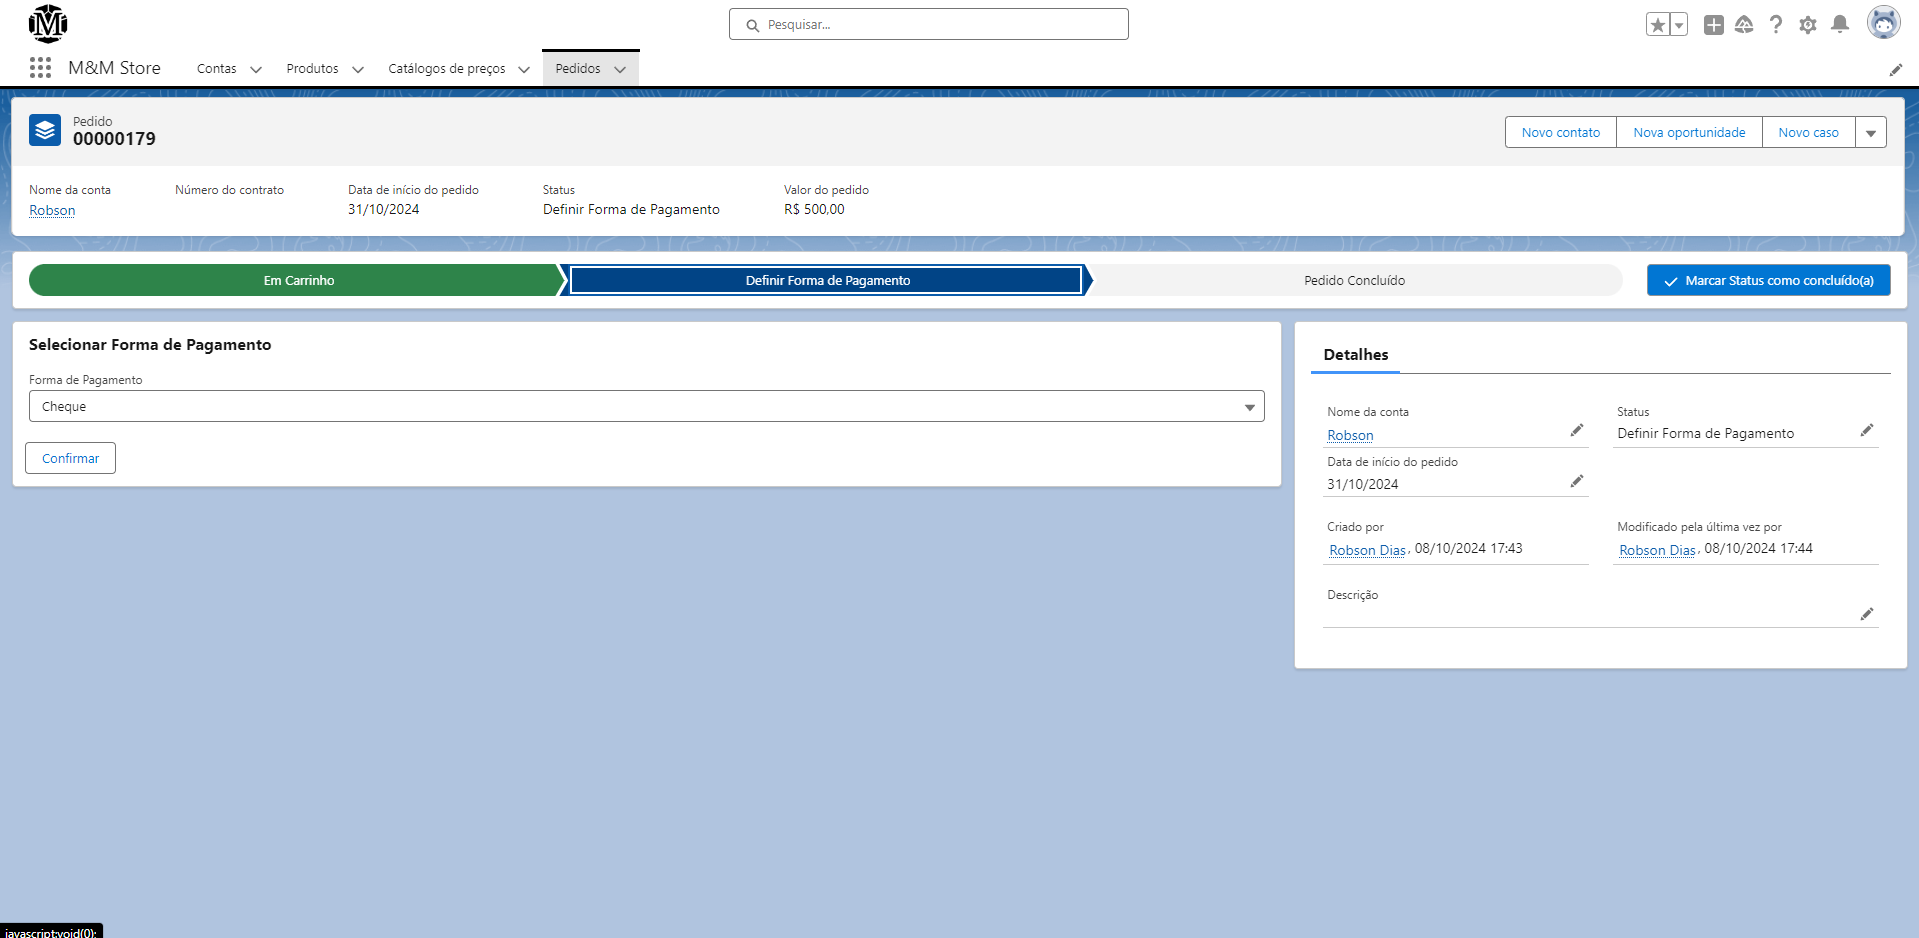 M
Pesquisar...
M&M Store
Contas
Produtos
Catálogos de preços
Pedidos
Pedido
00000179
Novo contato
Nova oportunidade
Novo caso
Nome da conta
Número do contrato
Data de início do pedido
Status
Valor do pedido
Robson
31/10/2024
Definir Forma de Pagamento
R$ 500,00
Em Carrinho
Definir Forma de Pagamento
Pedido Concluído
Marcar Status como concluído(a)
Selecionar Forma de Pagamento
Forma de Pagamento
Cheque
Confirmar
Detalhes
Nome da conta
Robson
Status
Definir Forma de Pagamento
Data de início do pedido
31/10/2024
Criado por
Robson Dias, 08/10/2024 17:43
Modificado pela última vez por
Robson Dias, 08/10/2024 17:44
Descrição
javascript:void(0);